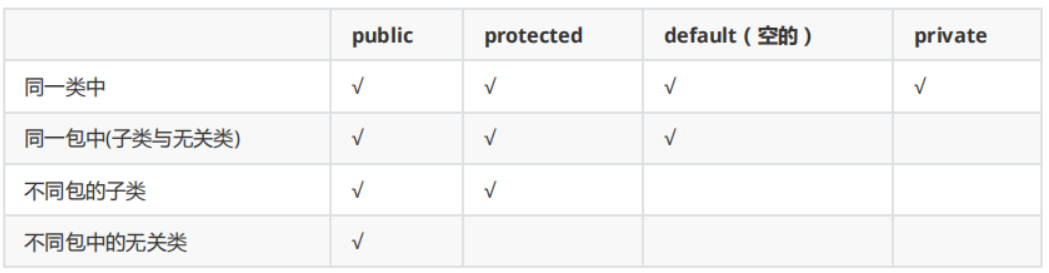 public protected default ( 空的 ) private
同一类中 √ √ √ √
同一包中(子类与无关类) √ √ √
不同包的子类 √ √
不同包中的无关类 √